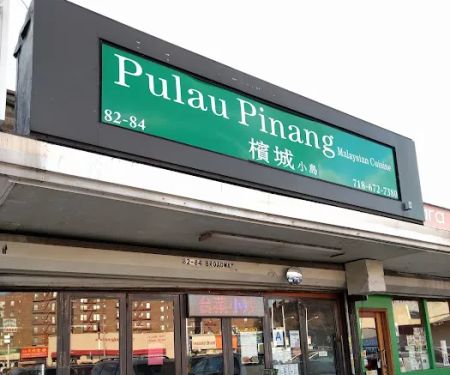 Pulau Pinang
Malaysian Cuisine
82-84
檳城小島
718-672-7380
82-84 BROADWAY
A